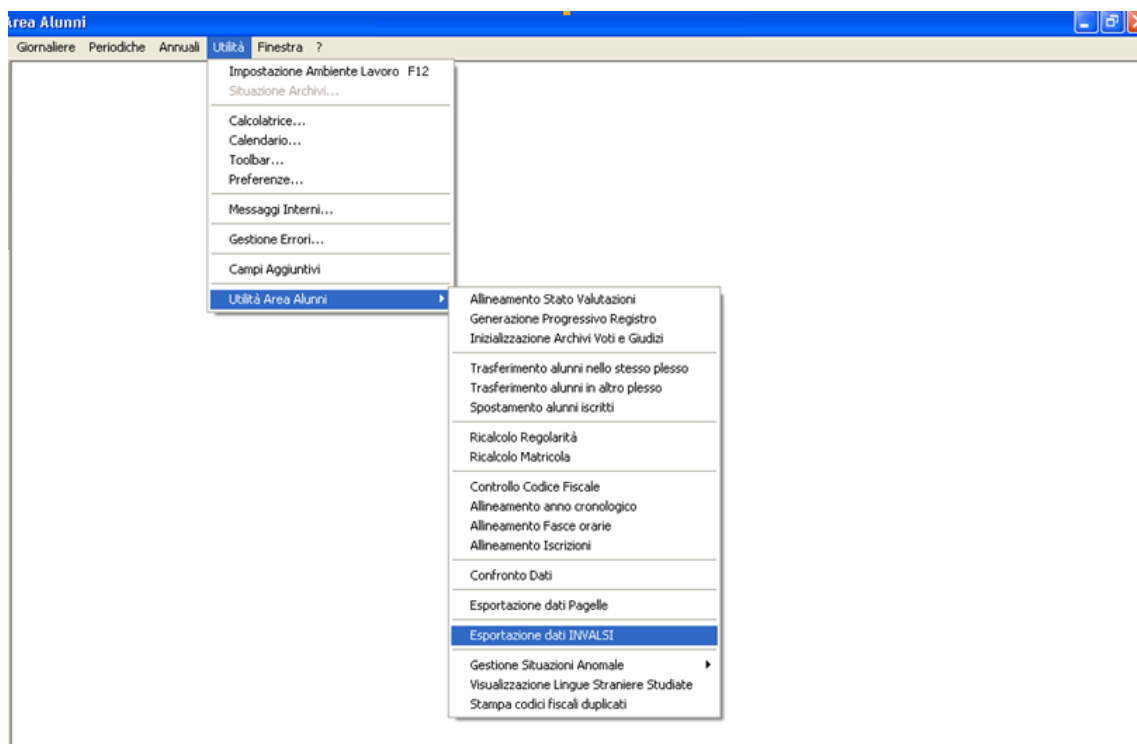 Area Alunni
Giornaliere Periodiche Annuali Utilità Finestra ?
Impostazione Ambiente Lavoro F12
Situazione Archivi...
Calcolatrice...
Calendario...
Toolbar...
Preferenze...
Messaggi Interni...
Gestione Errori...
Campi Aggiuntivi
Utilità Area Alunni
Allineamento Stato Valutazioni
Generazione Progressivo Registro
Inizializzazione Archivi Voti e Giudizi
Trasferimento alunni nello stesso plesso
Trasferimento alunni in altro plesso
Spostamento alunni iscritti
Ricalcolo Regolarità
Ricalcolo Matricola
Controllo Codice Fiscale
Allineamento anno cronologico
Allineamento Fasce orarie
Allineamento Iscrizioni
Confronto Dati
Esportazione dati Pagelle
Esportazione dati INVALSI
Gestione Situazioni Anomale
Visualizzazione Lingue Straniere Studiate
Stampa codici fiscali duplicati